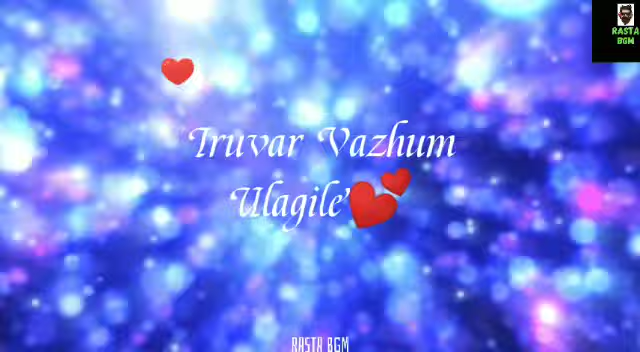 RASTA
BGM
Iruvar Vazhum
Ulagile'
RASTA BGM